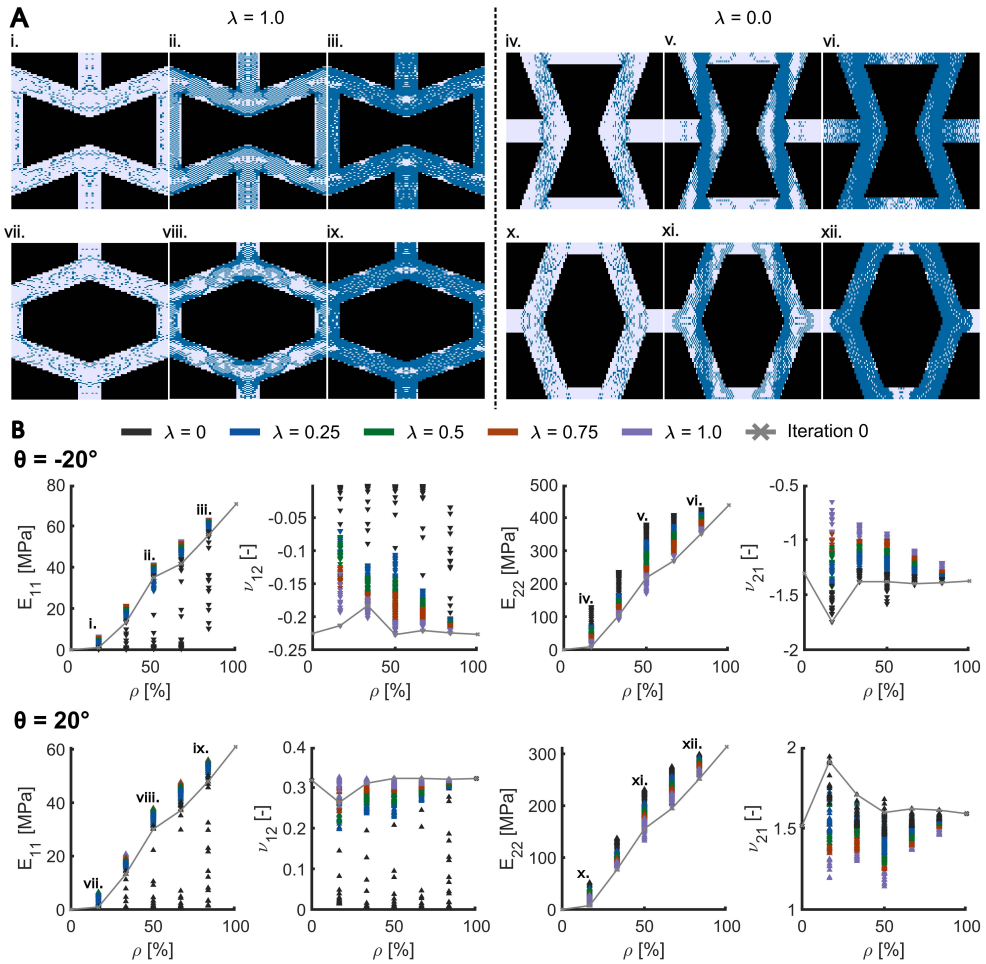 A
λ = 1.0
λ = 0.0
i. ii. iii. iv. v. vi.
vii. viii. ix. x. xi. xii.
B
λ = 0 λ = 0.25 λ = 0.5 λ = 0.75 λ = 1.0 Iteration 0
θ = -20°
E11 [MPa]
80
60
40
20
0
0 50 100
ρ [%]
i. ii. iii.
ν12 [-]
-0.05
-0.1
-0.15
-0.2
-0.25
0 50 100
ρ [%]
E22 [MPa]
500
400
300
200
100
0
0 50 100
ρ [%]
iv. v. vi.
ν21 [-]
-0.5
-1
-1.5
-2
0 50 100
ρ [%]
θ = 20°
E11 [MPa]
60
40
20
0
0 50 100
ρ [%]
vii. viii. ix.
ν12 [-]
0.4
0.3
0.2
0.1
0
0 50 100
ρ [%]
E22 [MPa]
300
200
100
0
0 50 100
ρ [%]
x. xi. xii.
ν21 [-]
2
1.5
1
0 50 100
ρ [%]